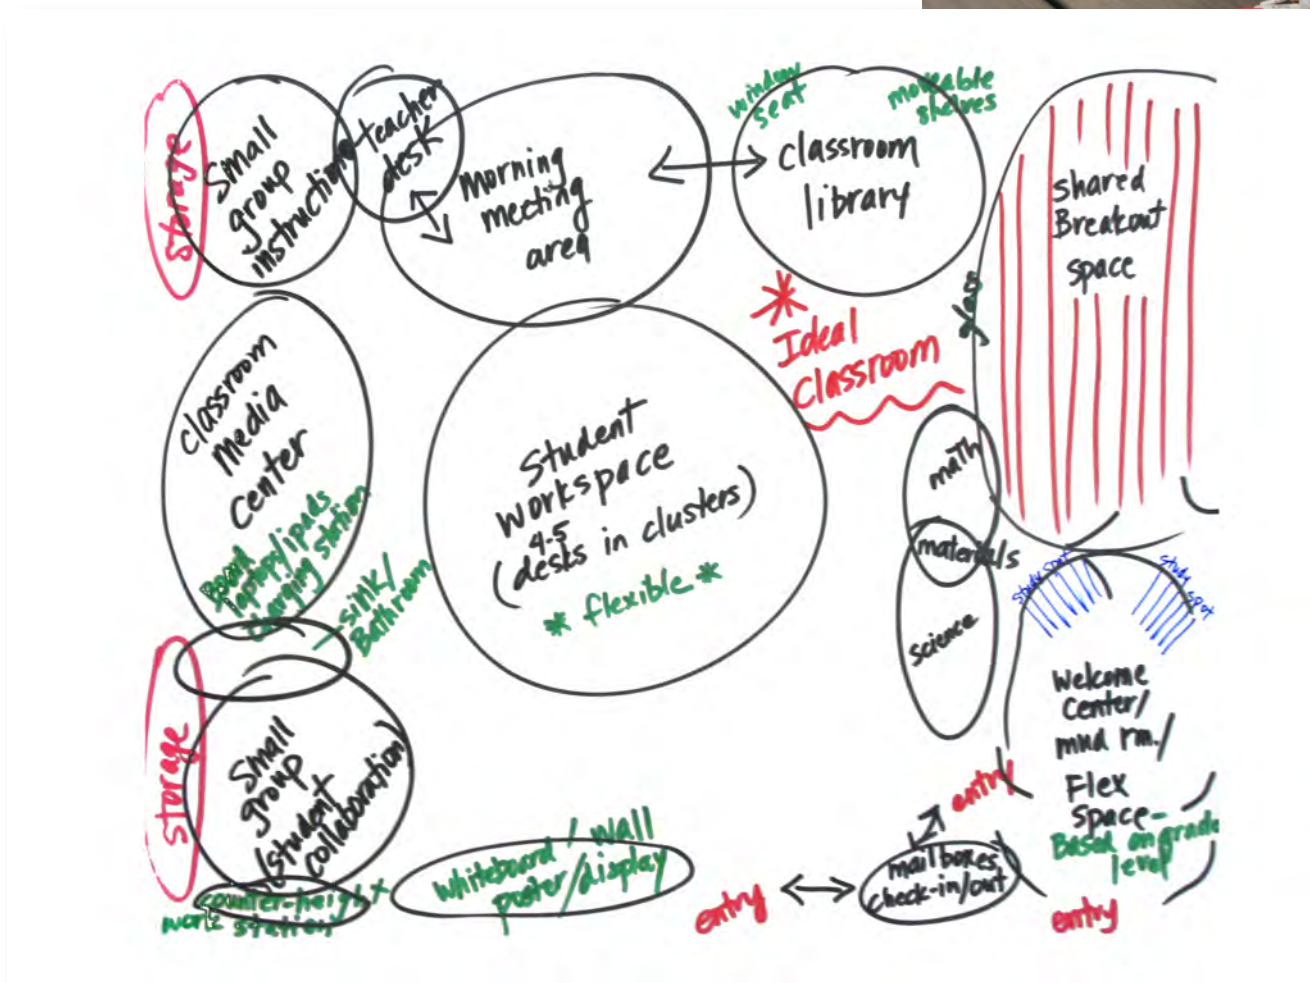 storage
small
group
instruction
teacher
desk
morning
meeting
area
window
seat
moveable
shelves
classroom
library
shared
Breakout
space
glass
* Ideal
classroom
classroom
media
center
laptops/ipads
charging station
-sink/
Bathroom
student
workspace
4-5
(desks in clusters)
* flexible *
math
materials
science
study spot
study spot
Welcome
Center/
mud rm./
Flex
Space-
Based on grade
level
entry
storage
small
group
(student
collaboration)
counter-height
work station
whiteboard / wall
poster/display
entry
mailboxes
check-in/out
entry